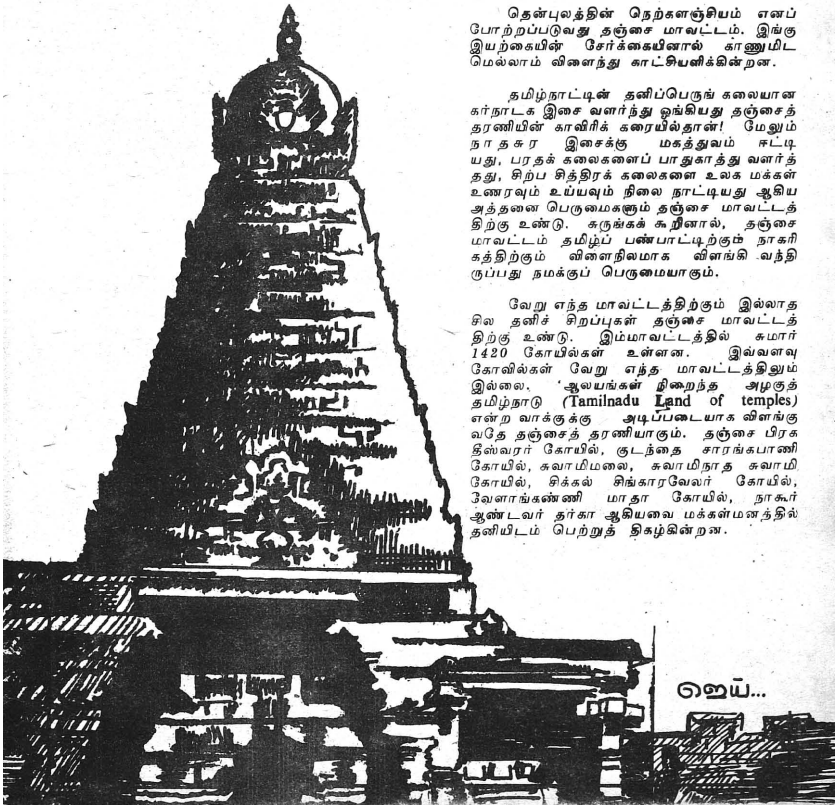 தென்புலத்தின் நெற்களஞ்சியம் எனப்
போற்றப்படுவது தஞ்சை மாவட்டம். இங்கு
இயற்கையின் சேர்க்கையினால் காணுமிட
மெல்லாம் விளைந்து காட்சியளிக்கின்றன.
தமிழ்நாட்டின் தனிப்பெருங் கலையான
கர்நாடக இசை வளர்ந்து ஓங்கியது தஞ்சைத்
தரணியின் காவிரிக் கரையில்தான்! மேலும்
நாதசுர இசைக்கு மகத்துவம் ஈட்டி
யது, பரதக் கலைகளைப் பாதுகாத்து வளர்த்
தது, சிற்ப சித்திரக் கலைகளை உலக மக்கள்
உணரவும் உய்யவும் நிலை நாட்டியது ஆகிய
அத்தனை பெருமைகளும் தஞ்சை மாவட்டத்
திற்கு உண்டு. சுருங்கக் கூறினால், தஞ்சை
மாவட்டம் தமிழ்ப் பண்பாட்டிற்கும் நாகரி
கத்திற்கும் விளைநிலமாக விளங்கி வந்தி
ருப்பது நமக்குப் பெருமையாகும்.
வேறு எந்த மாவட்டத்திற்கும் இல்லாத
சில தனிச் சிறப்புகள் தஞ்சை மாவட்டத்
திற்கு உண்டு. இம்மாவட்டத்தில் சுமார்
1420 கோயில்கள் உள்ளன. இவ்வளவு
கோவில்கள் வேறு எந்த மாவட்டத்திலும்
இல்லை. 'ஆலயங்கள் நிறைந்த அழகுத்
தமிழ்நாடு (Tamilnadu Land of temples)
என்ற வாக்குக்கு அடிப்படையாக விளங்கு
வதே தஞ்சைத் தரணியாகும். தஞ்சை பிரக
தீஸ்வரர் கோயில், குடந்தை சாரங்கபாணி
கோயில், சுவாமிமலை, சுவாமிநாத சுவாமி
கோயில், சிக்கல் சிங்காரவேலர் கோயில்,
வேளாங்கண்ணி மாதா கோயில், நாகூர்
ஆண்டவர் தர்கா ஆகியவை மக்கள்மனத்தில்
தனியிடம் பெற்றுத் திகழ்கின்றன.
ஜெய்...